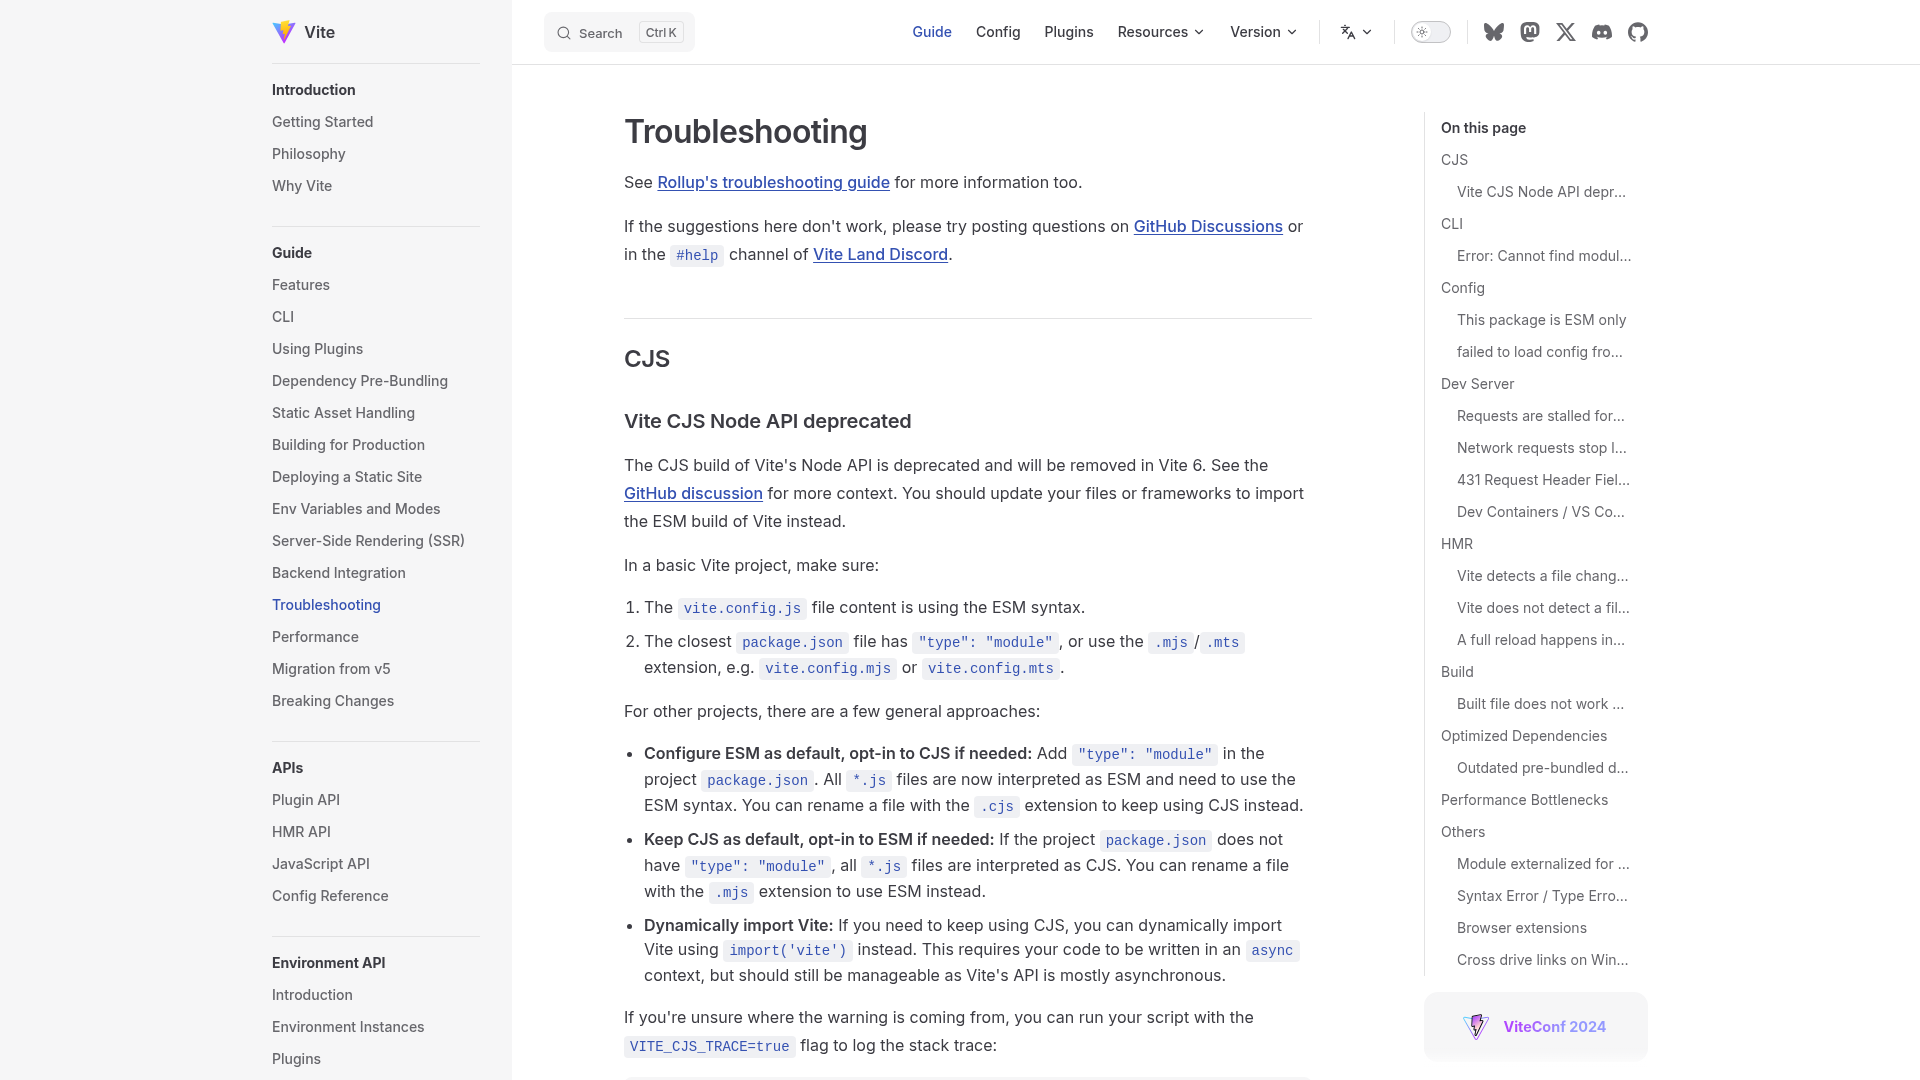 Vite
Introduction
Getting Started
Philosophy
Why Vite
Guide
Features
CLI
Using Plugins
Dependency Pre-Bundling
Static Asset Handling
Building for Production
Deploying a Static Site
Env Variables and Modes
Server-Side Rendering (SSR)
Backend Integration
Troubleshooting
Performance
Migration from v5
Breaking Changes
APIs
Plugin API
HMR API
JavaScript API
Config Reference
Environment API
Introduction
Environment Instances
Plugins
Search Ctrl K
Guide Config Plugins Resources Version
Troubleshooting
See Rollup's troubleshooting guide for more information too.
If the suggestions here don't work, please try posting questions on GitHub Discussions or
in the #help channel of Vite Land Discord.
CJS
Vite CJS Node API deprecated
The CJS build of Vite's Node API is deprecated and will be removed in Vite 6. See the
GitHub discussion for more context. You should update your files or frameworks to import
the ESM build of Vite instead.
In a basic Vite project, make sure:
1. The vite.config.js file content is using the ESM syntax.
2. The closest package.json file has "type": "module", or use the .mjs/.mts
extension, e.g. vite.config.mjs or vite.config.mts.
For other projects, there are a few general approaches:
• Configure ESM as default, opt-in to CJS if needed: Add "type": "module" in the
project package.json. All *.js files are now interpreted as ESM and need to use the
ESM syntax. You can rename a file with the .cjs extension to keep using CJS instead.
• Keep CJS as default, opt-in to ESM if needed: If the project package.json does not
have "type": "module", all *.js files are interpreted as CJS. You can rename a file
with the .mjs extension to use ESM instead.
• Dynamically import Vite: If you need to keep using CJS, you can dynamically import
Vite using import('vite') instead. This requires your code to be written in an async
context, but should still be manageable as Vite's API is mostly asynchronous.
If you're unsure where the warning is coming from, you can run your script with the
VITE_CJS_TRACE=true flag to log the stack trace:
On this page
CJS
Vite CJS Node API depr...
CLI
Error: Cannot find modul...
Config
This package is ESM only
failed to load config fro...
Dev Server
Requests are stalled for...
Network requests stop l...
431 Request Header Fiel...
Dev Containers / VS Co...
HMR
Vite detects a file chang...
Vite does not detect a fil...
A full reload happens in...
Build
Built file does not work ...
Optimized Dependencies
Outdated pre-bundled d...
Performance Bottlenecks
Others
Module externalized for ...
Syntax Error / Type Erro...
Browser extensions
Cross drive links on Win...
ViteConf 2024